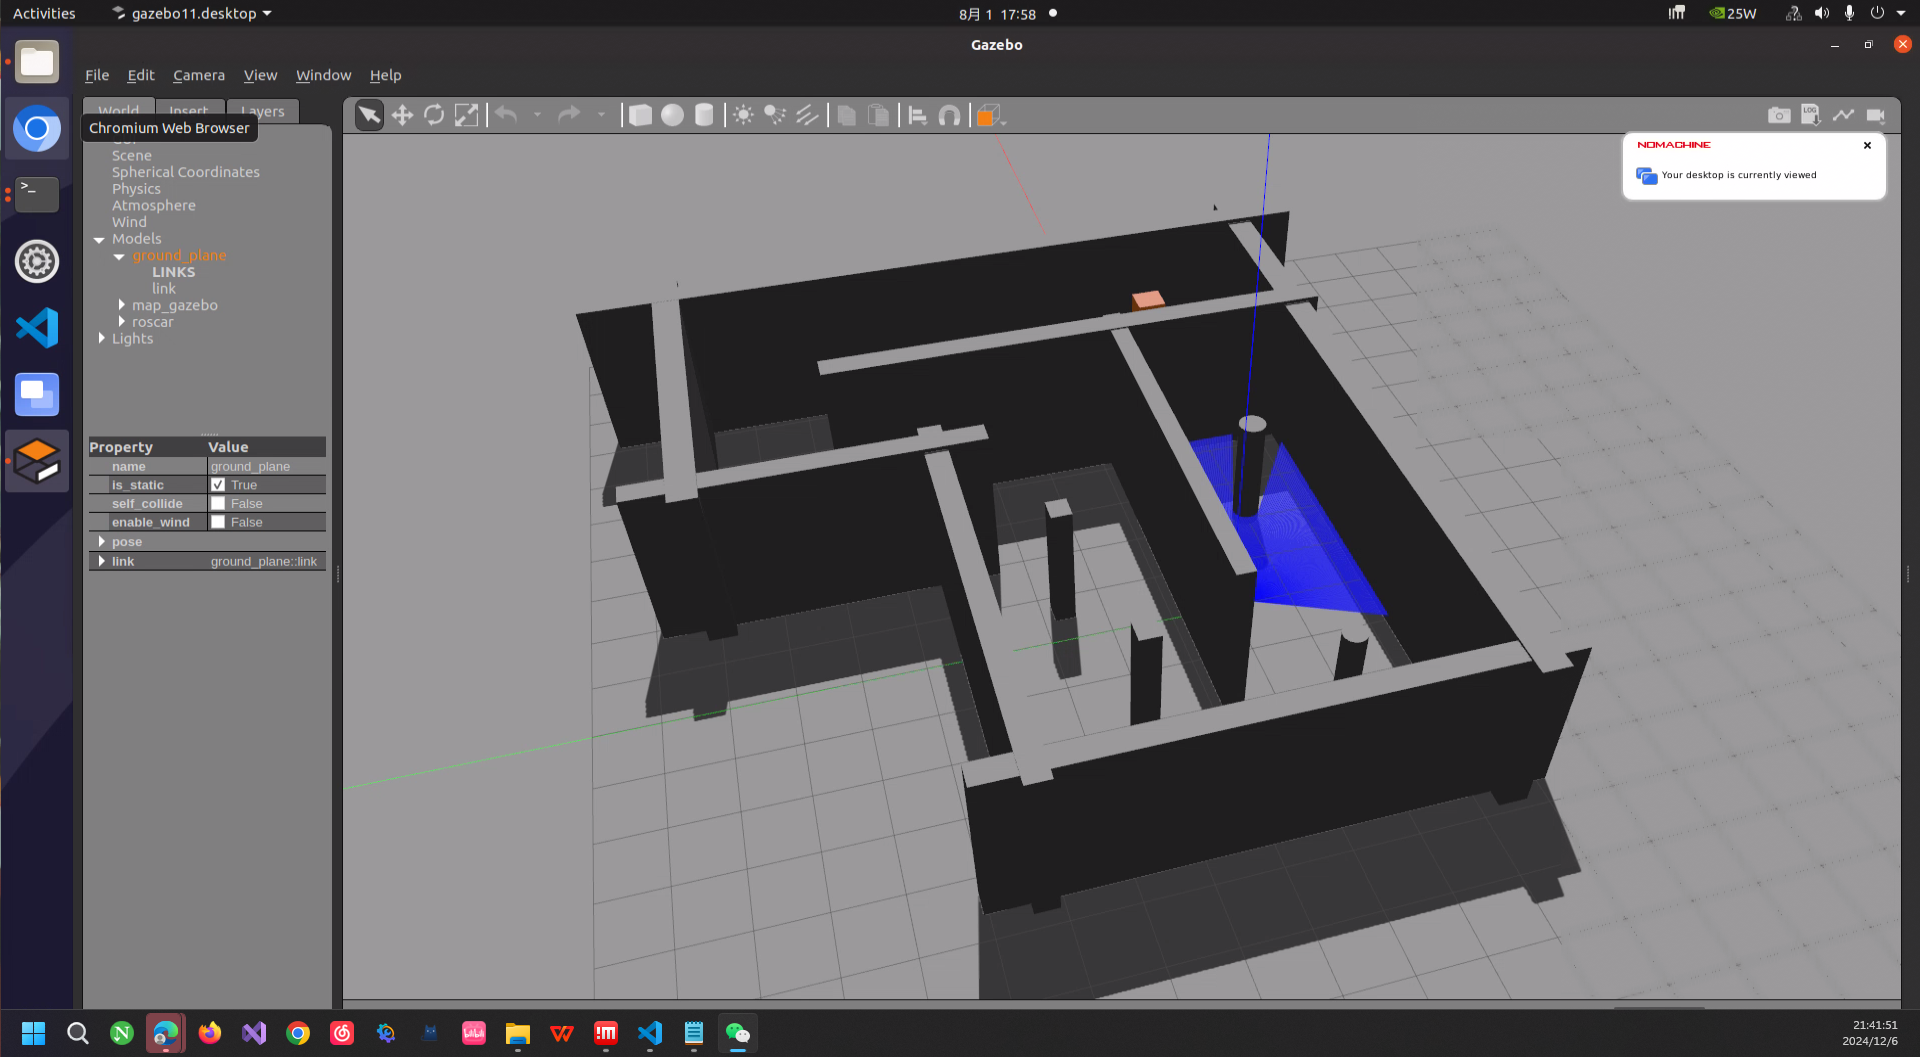 Activities
gazebo11.desktop
8月 1 17:58
25W
Gazebo
File Edit Camera View Window Help
World Insert Layers
Chromium Web Browser
Scene
Spherical Coordinates
Physics
Atmosphere
Wind
Models
ground_plane
LINKS
link
map_gazebo
roscar
Lights
Property Value
name ground_plane
is_static True
self_collide False
enable_wind False
pose
link ground_plane::link
LOG
NOMACHINE
Your desktop is currently viewed
21:41:51
2024/12/6